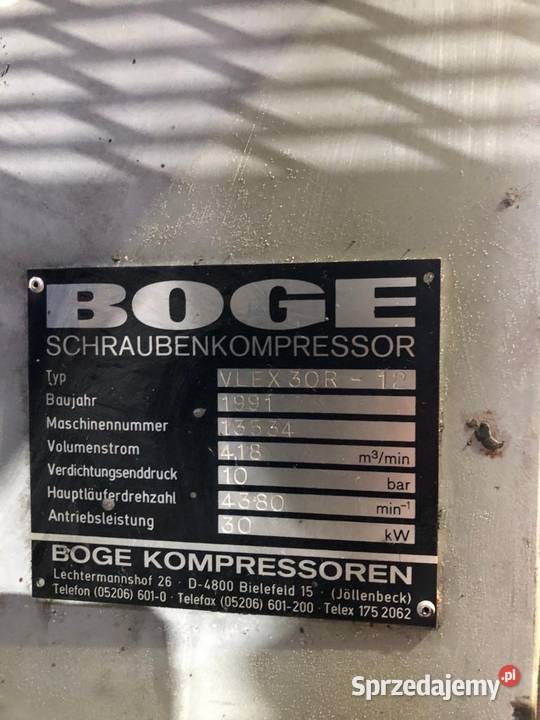 BOGE
SCHRAUBENKOMPRESSOR
Typ VLEX 30R - 12
Baujahr 1991
Maschinennummer 13534
Volumenstrom 4,18 m³/min
Verdichtungsenddruck 10 bar
Hauptläuferdrehzahl 4380 min⁻¹
Antriebsleistung 30 kW
BOGE KOMPRESSOREN
Lechtermannshof 26 · D-4800 Bielefeld 15 · (Jöllenbeck)
Telefon (05206) 601-0 · Telefax (05206) 601-200 · Telex 175 2062
Sprzedajemy.pl